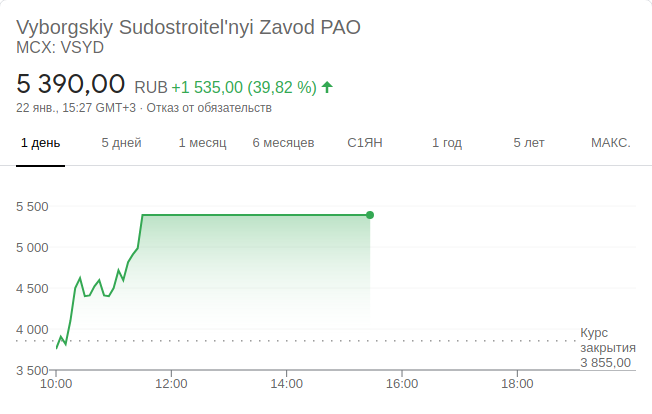 Vyborgskiy Sudostroitel'nyi Zavod PAO
MCX: VSYD
5 390,00 RUB +1 535,00 (39,82 %) ↑
22 янв., 15:27 GMT+3 · Отказ от обязательств
1 день 5 дней 1 месяц 6 месяцев С1ЯН 1 год 5 лет МАКС.
5 500
5 000
4 500
4 000
Курс
закрытия
3 855,00
3 500
10:00 12:00 14:00 16:00 18:00